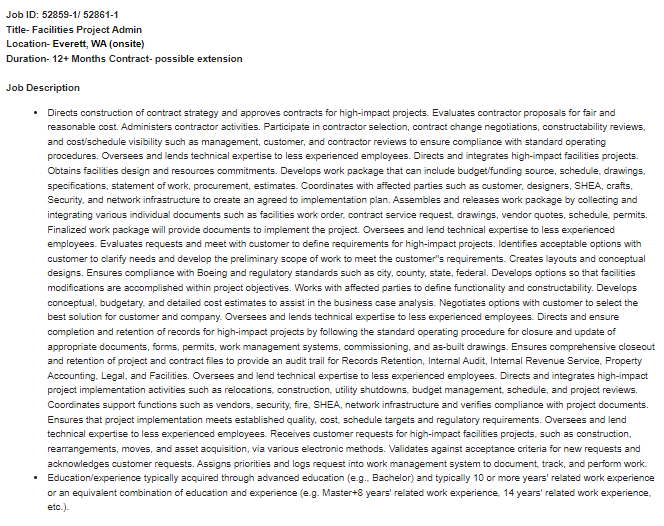 Job ID: 52859-1/ 52861-1
Title- Facilities Project Admin
Location- Everett, WA (onsite)
Duration- 12+ Months Contract- possible extension
Job Description
• Directs construction of contract strategy and approves contracts for high-impact projects. Evaluates contractor proposals for fair and
reasonable cost. Administers contractor activities. Participate in contractor selection, contract change negotiations, constructability reviews,
and cost/schedule visibility such as management, customer, and contractor reviews to ensure compliance with standard operating
procedures. Oversees and lends technical expertise to less experienced employees. Directs and integrates high-impact facilities projects.
Obtains facilities design and resources commitments. Develops work package that can include budget/funding source, schedule, drawings,
specifications, statement of work, procurement, estimates. Coordinates with affected parties such as customer, designers, SHEA, crafts,
Security, and network infrastructure to create an agreed to implementation plan. Assembles and releases work package by collecting and
integrating various individual documents such as facilities work order, contract service request, drawings, vendor quotes, schedule, permits.
Finalized work package will provide documents to implement the project. Oversees and lend technical expertise to less experienced
employees. Evaluates requests and meet with customer to define requirements for high-impact projects. Identifies acceptable options with
customer to clarify needs and develop the preliminary scope of work to meet the customer"s requirements. Creates layouts and conceptual
designs. Ensures compliance with Boeing and regulatory standards such as city, county, state, federal. Develops options so that facilities
modifications are accomplished within project objectives. Works with affected parties to define functionality and constructability. Develops
conceptual, budgetary, and detailed cost estimates to assist in the business case analysis. Negotiates options with customer to select the
best solution for customer and company. Oversees and lends technical expertise to less experienced employees. Directs and ensure
completion and retention of records for high-impact projects by following the standard operating procedure for closure and update of
appropriate documents, forms, permits, work management systems, commissioning, and as-built drawings. Ensures comprehensive closeout
and retention of project and contract files to provide an audit trail for Records Retention, Internal Audit, Internal Revenue Service, Property
Accounting, Legal, and Facilities. Oversees and lend technical expertise to less experienced employees. Directs and integrates high-impact
project implementation activities such as relocations, construction, utility shutdowns, budget management, schedule, and project reviews.
Coordinates support functions such as vendors, security, fire, SHEA, network infrastructure and verifies compliance with project documents.
Ensures that project implementation meets established quality, cost, schedule targets and regulatory requirements. Oversees and lend
technical expertise to less experienced employees. Receives customer requests for high-impact facilities projects, such as construction,
rearrangements, moves, and asset acquisition, via various electronic methods. Validates against acceptance criteria for new requests and
acknowledges customer requests. Assigns priorities and logs request into work management system to document, track, and perform work.
• Education/experience typically acquired through advanced education (e.g., Bachelor) and typically 10 or more years' related work experience
or an equivalent combination of education and experience (e.g. Master+8 years' related work experience, 14 years' related work experience,
etc.).